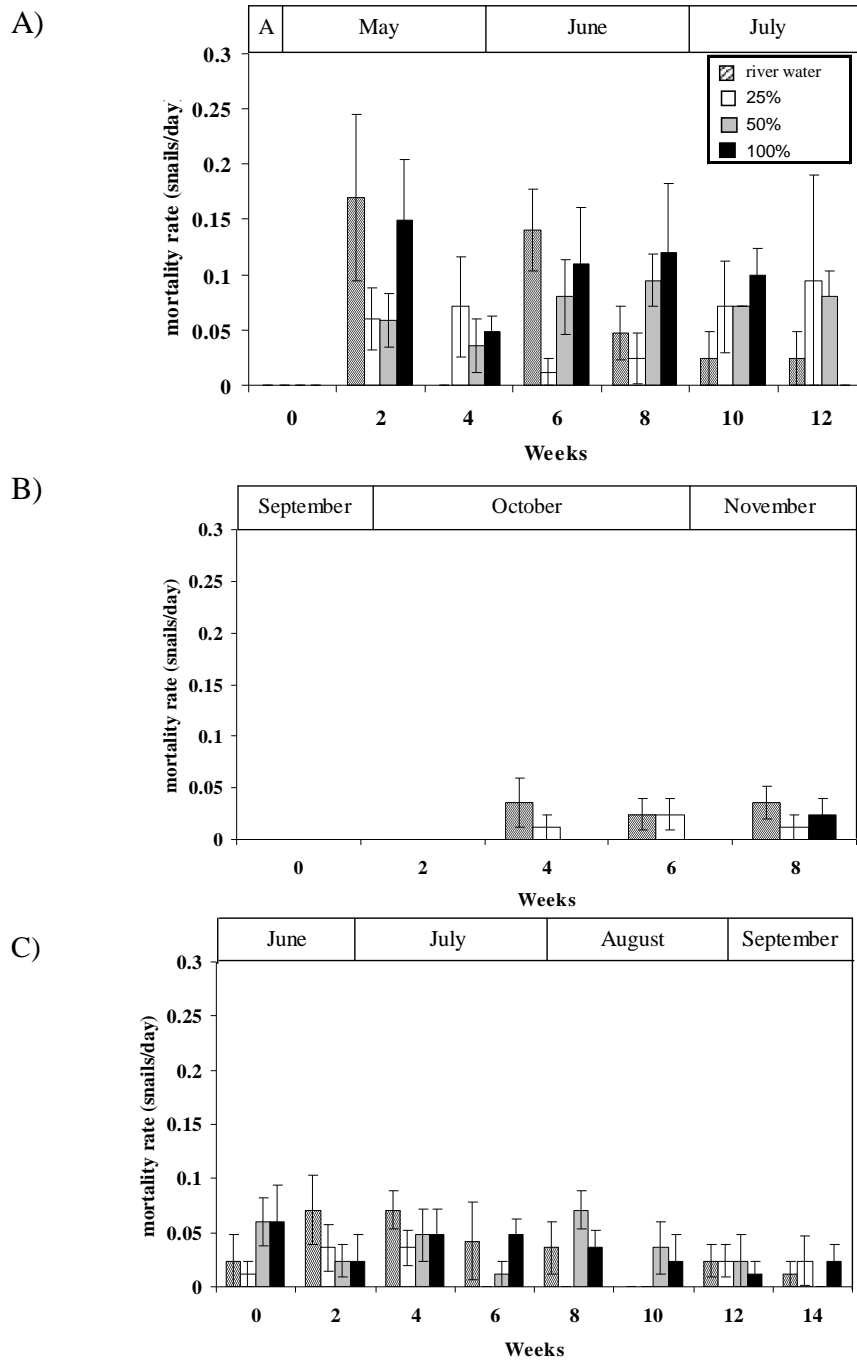 A)
A May June July
0.3
0.25
0.2
0.15
0.1
0.05
0
mortality rate (snails/day)
river water
25%
50%
100%
0 2 4 6 8 10 12
Weeks
B)
September October November
0.3
0.25
0.2
0.15
0.1
0.05
0
mortality rate (snails/day)
0 2 4 6 8
Weeks
C)
June July August September
0.3
0.25
0.2
0.15
0.1
0.05
0
mortality rate (snails/day)
0 2 4 6 8 10 12 14
Weeks